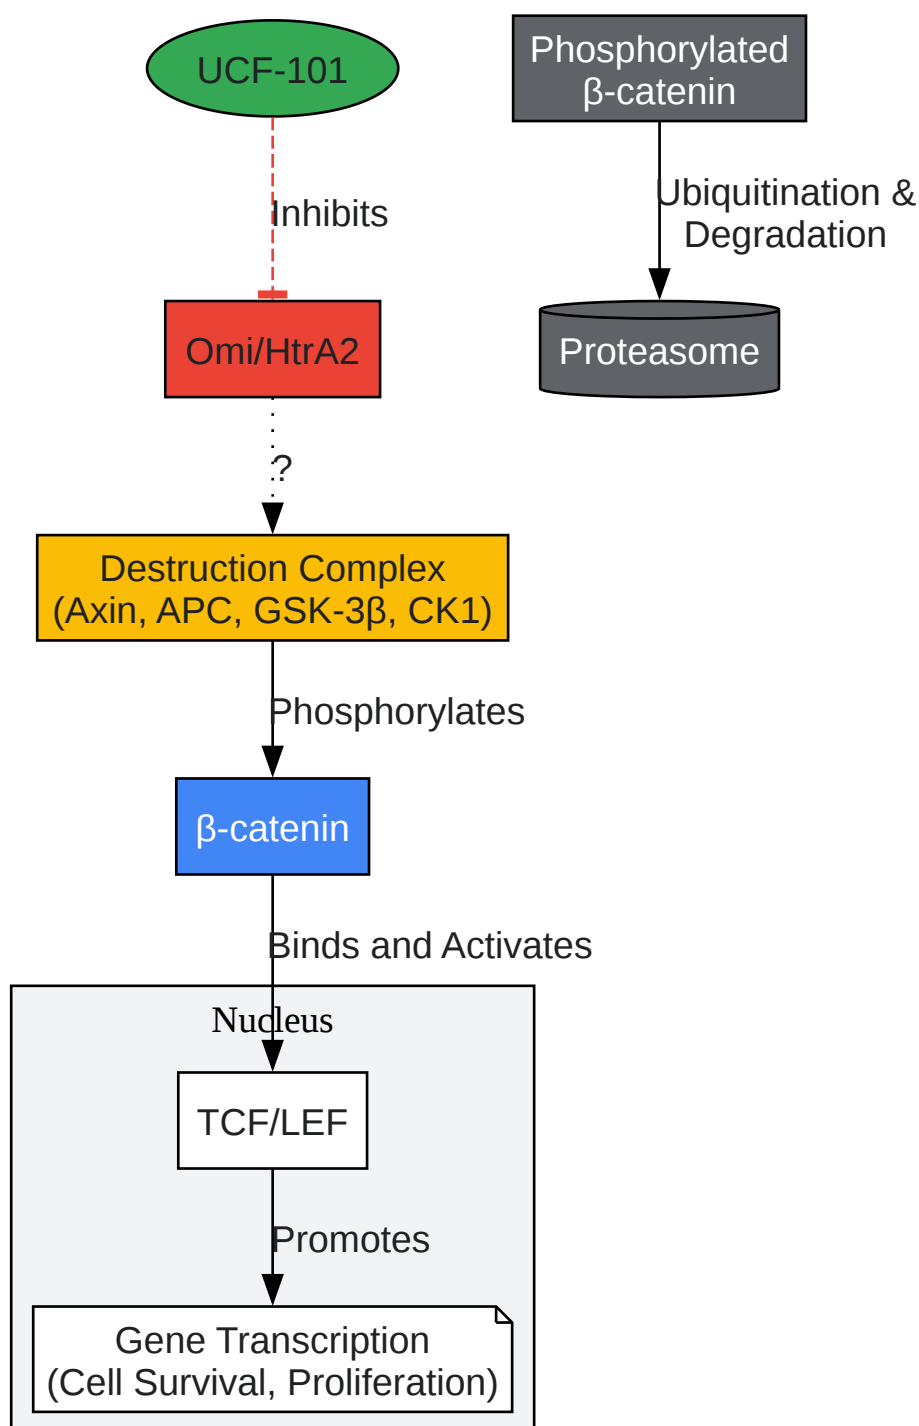 UCF-101
Phosphorylated
β-catenin
Inhibits
Ubiquitination &
Degradation
Omi/HtrA2
Proteasome
?
Destruction Complex
(Axin, APC, GSK-3β, CK1)
Phosphorylates
β-catenin
Binds and Activates
Nucleus
TCF/LEF
Promotes
Gene Transcription
(Cell Survival, Proliferation)